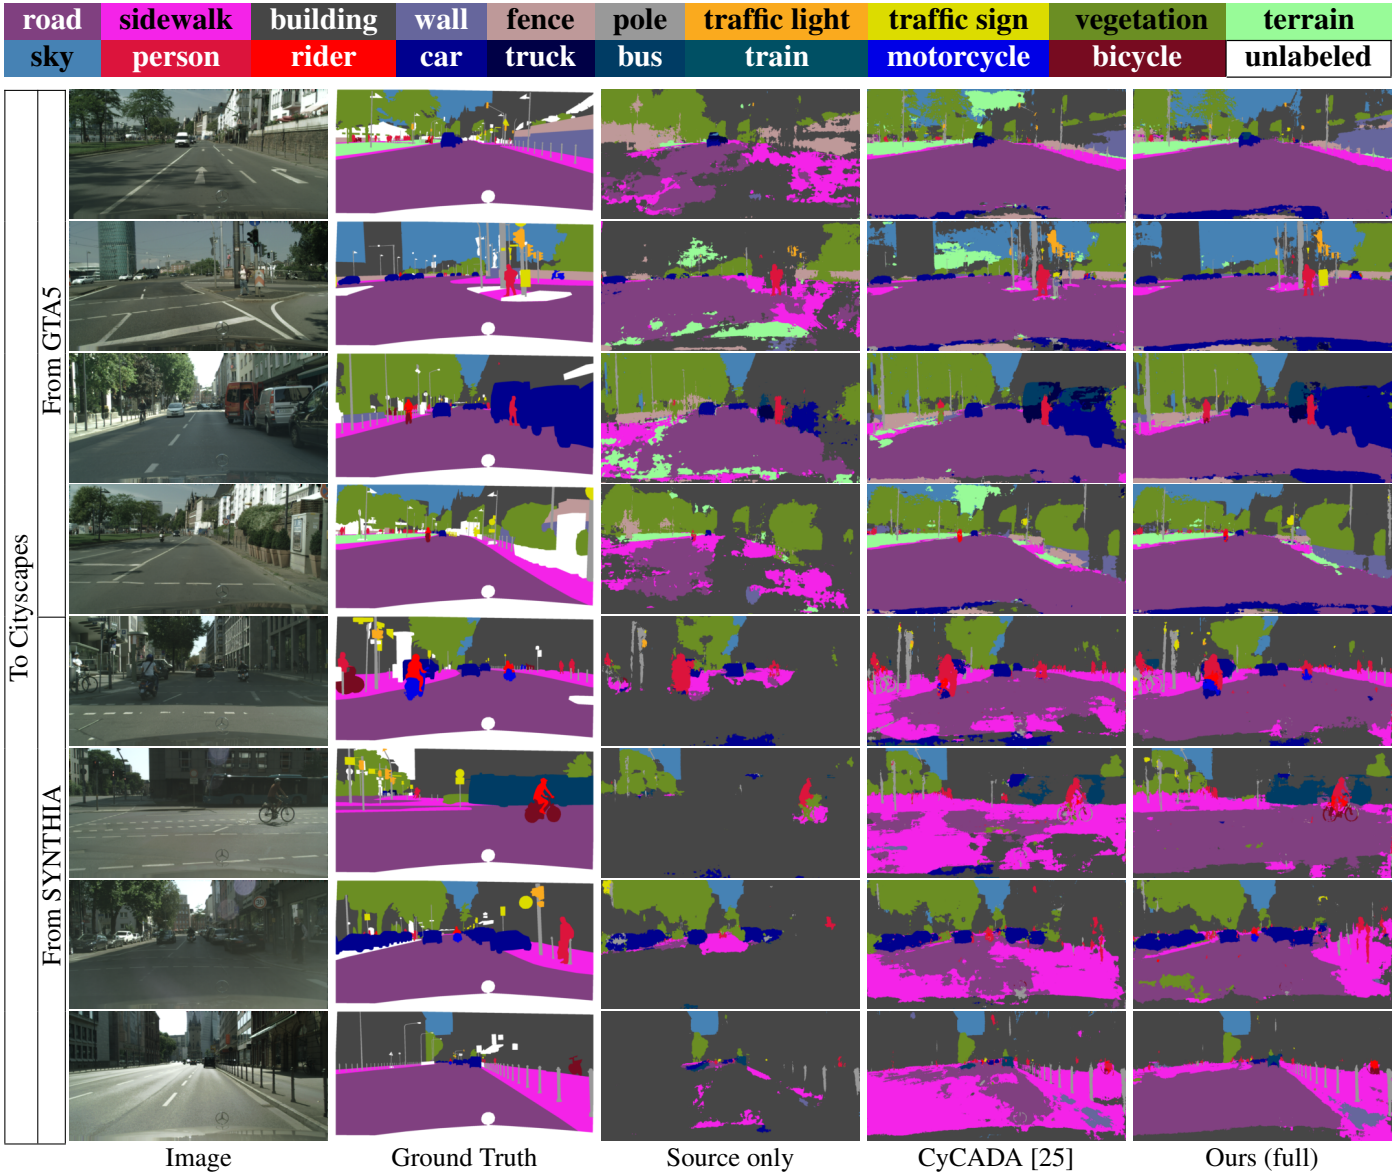 road sidewalk building wall fence pole traffic light traffic sign vegetation terrain
sky person rider car truck bus train motorcycle bicycle unlabeled
To Cityscapes
From GTA5
From SYNTHIA
Image Ground Truth Source only CyCADA [25] Ours (full)